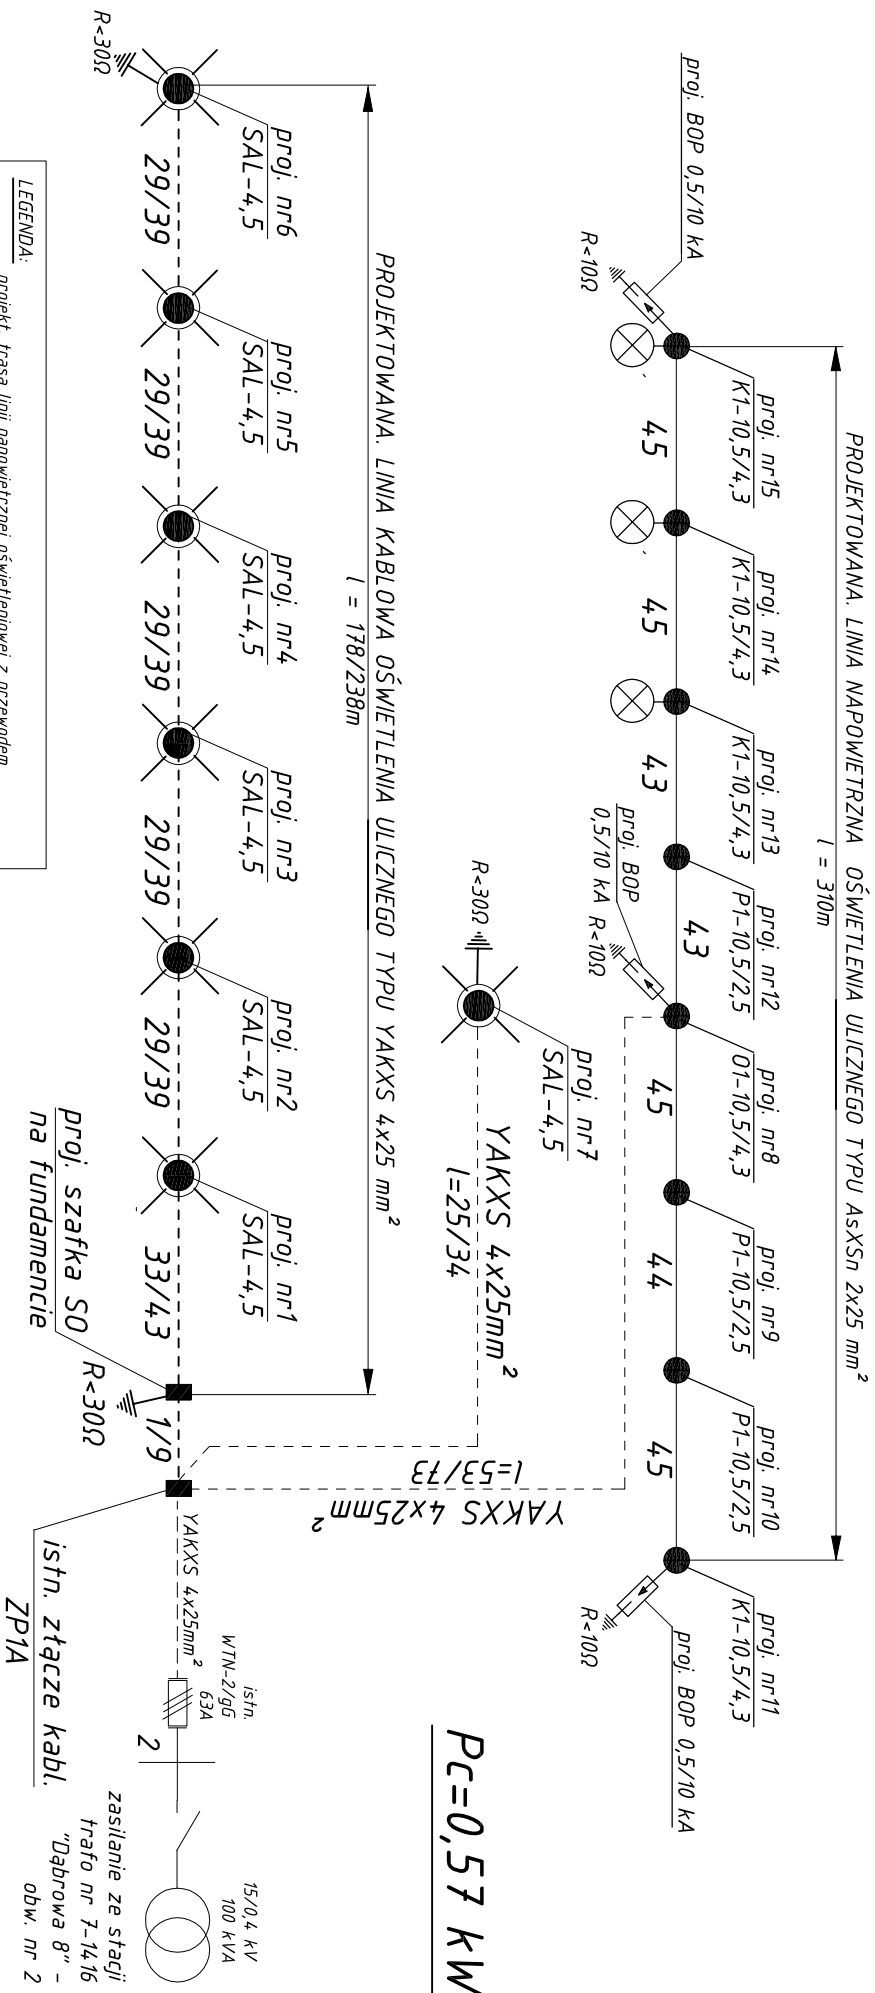 PROJEKTOWANA. LINIA NAPOWIETRZNA OŚWIETLENIA ULICZNEGO TYPU AsXSn 2x25 mm²
l = 310m
proj. BOP 0,5/10 kA
R<10Ω
proj. nr15
K1-10,5/4,3
45
proj. nr14
K1-10,5/4,3
45
proj. nr13
K1-10,5/4,3
43
proj. nr12
P1-10,5/2,5
43
proj. BOP
0,5/10 kA
R<10Ω
proj. nr8
O1-10,5/4,3
45
proj. nr9
P1-10,5/2,5
44
proj. nr10
P1-10,5/2,5
45
proj. nr11
K1-10,5/4,3
proj. BOP 0,5/10 kA
R<10Ω
R<30Ω
proj. nr7
SAL-4,5
YAKXS 4x25mm²
l=25/34
l=53/73
YAKXS 4x25mm²
Pc=0,57 kW
PROJEKTOWANA. LINIA KABLOWA OŚWIETLENIA ULICZNEGO TYPU YAKXS 4x25 mm²
l = 178/238m
R<30Ω
proj. nr6
SAL-4,5
29/39
proj. nr5
SAL-4,5
29/39
proj. nr4
SAL-4,5
29/39
proj. nr3
SAL-4,5
29/39
proj. nr2
SAL-4,5
29/39
proj. nr1
SAL-4,5
33/43
proj. szafka SO
na fundamencie
R<30Ω
1/9
istn. złącze kabl.
ZP1A
YAKXS 4x25mm²
istn.
WTN-2/gG
63A
2
15/0,4 kV
100 kVA
zasilanie ze stacji
trafo nr 7-1416
"Dąbrowa 8" -
obw. nr 2
LEGENDA:
projekt. trasa linii napowietrznej oświetleniowej z przewodem